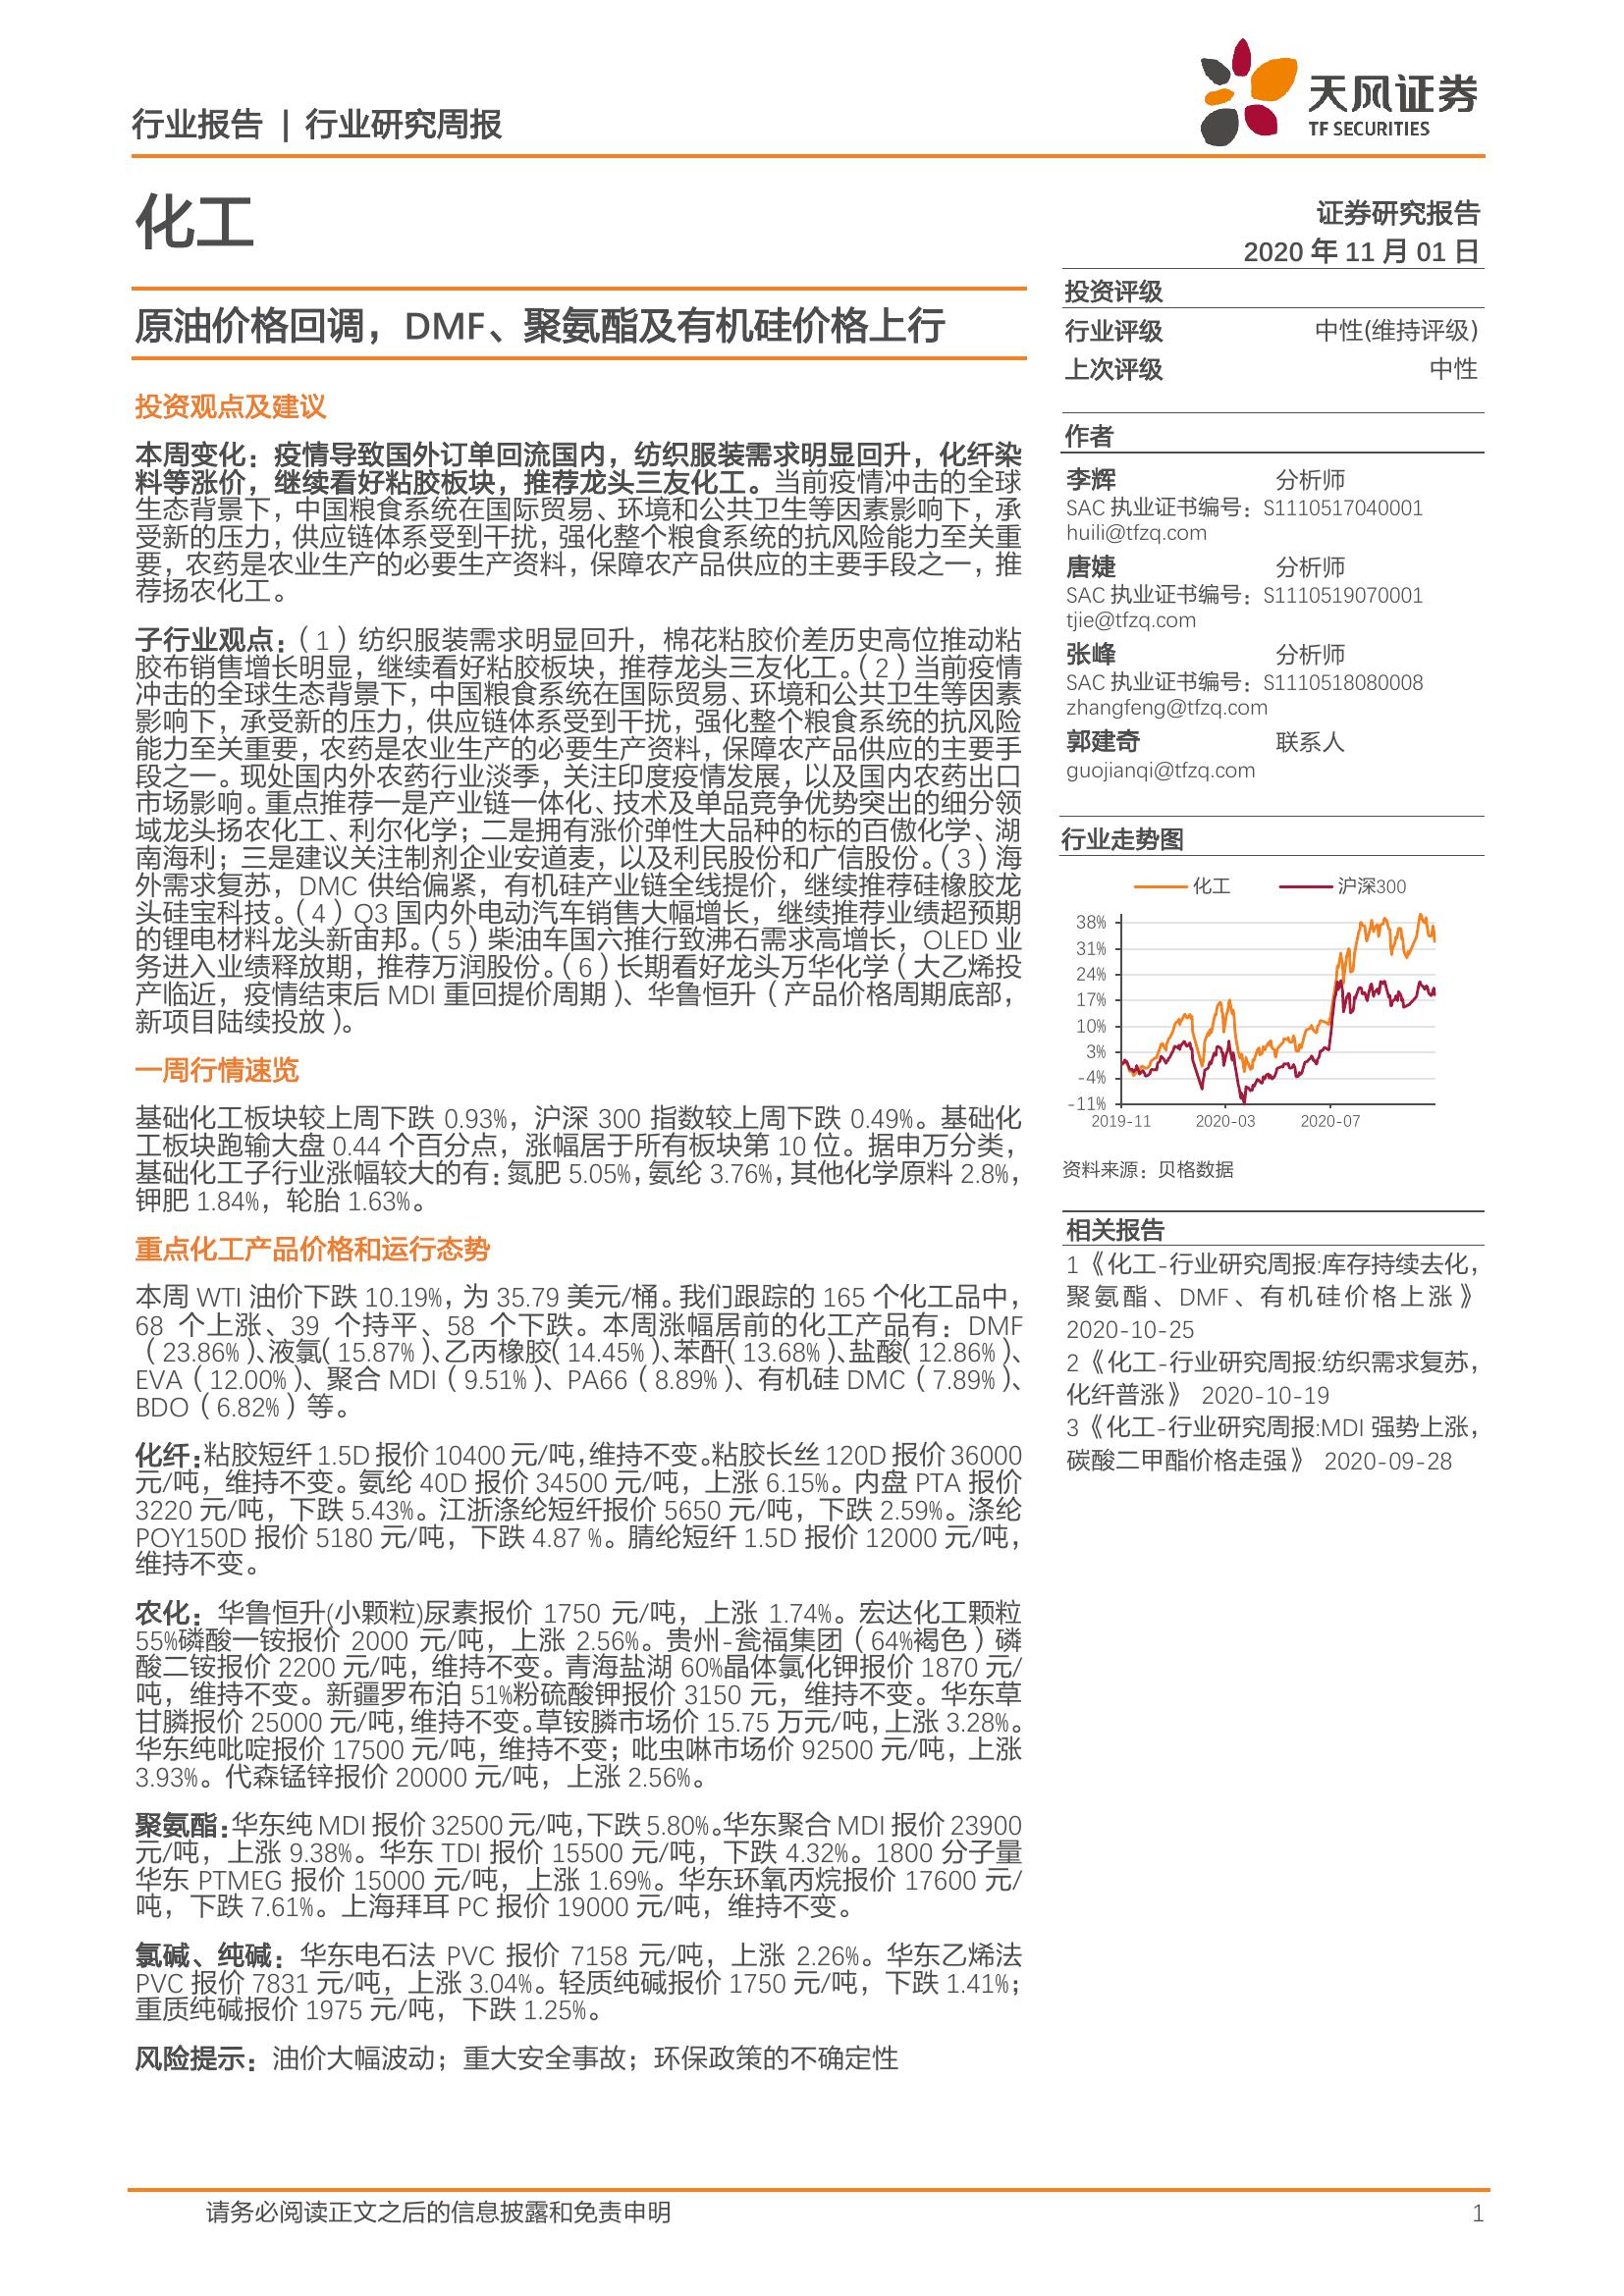 天风证券
TF SECURITIES
行业报告 | 行业研究周报
化工
证券研究报告
2020 年 11 月 01 日
原油价格回调，DMF、聚氨酯及有机硅价格上行
投资观点及建议
本周变化：疫情导致国外订单回流国内，纺织服装需求明显回升，化纤染
料等涨价，继续看好粘胶板块，推荐龙头三友化工。当前疫情冲击的全球
生态背景下，中国粮食系统在国际贸易、环境和公共卫生等因素影响下，承
受新的压力，供应链体系受到干扰，强化整个粮食系统的抗风险能力至关重
要，农药是农业生产的必要生产资料，保障农产品供应的主要手段之一，推
荐扬农化工。
子行业观点：（1）纺织服装需求明显回升，棉花粘胶价差历史高位推动粘
胶布销售增长明显，继续看好粘胶板块，推荐龙头三友化工。（2）当前疫情
冲击的全球生态背景下，中国粮食系统在国际贸易、环境和公共卫生等因素
影响下，承受新的压力，供应链体系受到干扰，强化整个粮食系统的抗风险
能力至关重要，农药是农业生产的必要生产资料，保障农产品供应的主要手
段之一。现处国内外农药行业淡季，关注印度疫情发展，以及国内农药出口
市场影响。重点推荐一是产业链一体化、技术及单品竞争优势突出的细分领
域龙头扬农化工、利尔化学；二是拥有涨价弹性大品种的标的百傲化学、湖
南海利；三是建议关注制剂企业安道麦，以及利民股份和广信股份。（3）海
外需求复苏，DMC 供给偏紧，有机硅产业链全线提价，继续推荐硅橡胶龙
头硅宝科技。（4）Q3 国内外电动汽车销售大幅增长，继续推荐业绩超预期
的锂电材料龙头新宙邦。（5）柴油车国六推行致沸石需求高增长，OLED 业
务进入业绩释放期，推荐万润股份。（6）长期看好龙头万华化学（大乙烯投
产临近，疫情结束后 MDI 重回提价周期）、华鲁恒升（产品价格周期底部，
新项目陆续投放）。
一周行情速览
基础化工板块较上周下跌 0.93%，沪深 300 指数较上周下跌 0.49%。基础化
工板块跑输大盘 0.44 个百分点，涨幅居于所有板块第 10 位。据申万分类，
基础化工子行业涨幅较大的有：氮肥 5.05%，氨纶 3.76%，其他化学原料 2.8%，
钾肥 1.84%，轮胎 1.63%。
重点化工产品价格和运行态势
本周 WTI 油价下跌 10.19%，为 35.79 美元/桶。我们跟踪的 165 个化工品中，
68 个上涨、39 个持平、58 个下跌。本周涨幅居前的化工产品有：DMF
（23.86%）、液氯（15.87%）、乙丙橡胶（14.45%）、苯酐（13.68%）、盐酸（12.86%）、
EVA（12.00%）、聚合 MDI（9.51%）、PA66（8.89%）、有机硅 DMC（7.89%）、
BDO（6.82%）等。
化纤：粘胶短纤 1.5D 报价 10400 元/吨，维持不变。粘胶长丝 120D 报价 36000
元/吨，维持不变。氨纶 40D 报价 34500 元/吨，上涨 6.15%。内盘 PTA 报价
3220 元/吨，下跌 5.43%。江浙涤纶短纤报价 5650 元/吨，下跌 2.59%。涤纶
POY150D 报价 5180 元/吨，下跌 4.87 %。腈纶短纤 1.5D 报价 12000 元/吨，
维持不变。
农化：华鲁恒升(小颗粒)尿素报价 1750 元/吨，上涨 1.74%。宏达化工颗粒
55%磷酸一铵报价 2000 元/吨，上涨 2.56%。贵州-瓮福集团（64%褐色）磷
酸二铵报价 2200 元/吨，维持不变。青海盐湖 60%晶体氯化钾报价 1870 元/
吨，维持不变。新疆罗布泊 51%粉硫酸钾报价 3150 元，维持不变。华东草
甘膦报价 25000 元/吨，维持不变。草铵膦市场价 15.75 万元/吨，上涨 3.28%。
华东纯吡啶报价 17500 元/吨，维持不变；吡虫啉市场价 92500 元/吨，上涨
3.93%。代森锰锌报价 20000 元/吨，上涨 2.56%。
聚氨酯：华东纯 MDI 报价 32500 元/吨，下跌 5.80%。华东聚合 MDI 报价 23900
元/吨，上涨 9.38%。华东 TDI 报价 15500 元/吨，下跌 4.32%。1800 分子量
华东 PTMEG 报价 15000 元/吨，上涨 1.69%。华东环氧丙烷报价 17600 元/
吨，下跌 7.61%。上海拜耳 PC 报价 19000 元/吨，维持不变。
氯碱、纯碱：华东电石法 PVC 报价 7158 元/吨，上涨 2.26%。华东乙烯法
PVC 报价 7831 元/吨，上涨 3.04%。轻质纯碱报价 1750 元/吨，下跌 1.41%；
重质纯碱报价 1975 元/吨，下跌 1.25%。
风险提示：油价大幅波动；重大安全事故；环保政策的不确定性
投资评级
行业评级 中性(维持评级)
上次评级 中性
作者
李辉 分析师
SAC 执业证书编号：S1110517040001
huili@tfzq.com
唐婕 分析师
SAC 执业证书编号：S1110519070001
tjie@tfzq.com
张峰 分析师
SAC 执业证书编号：S1110518080008
zhangfeng@tfzq.com
郭建奇 联系人
guojianqi@tfzq.com
行业走势图
化工 沪深300
38%
31%
24%
17%
10%
3%
-4%
-11%
2019-11 2020-03 2020-07
资料来源：贝格数据
相关报告
1《化工-行业研究周报:库存持续去化，
聚氨酯、DMF、有机硅价格上涨》
2020-10-25
2《化工-行业研究周报:纺织需求复苏，
化纤普涨》 2020-10-19
3《化工-行业研究周报:MDI 强势上涨，
碳酸二甲酯价格走强》 2020-09-28
请务必阅读正文之后的信息披露和免责申明 1